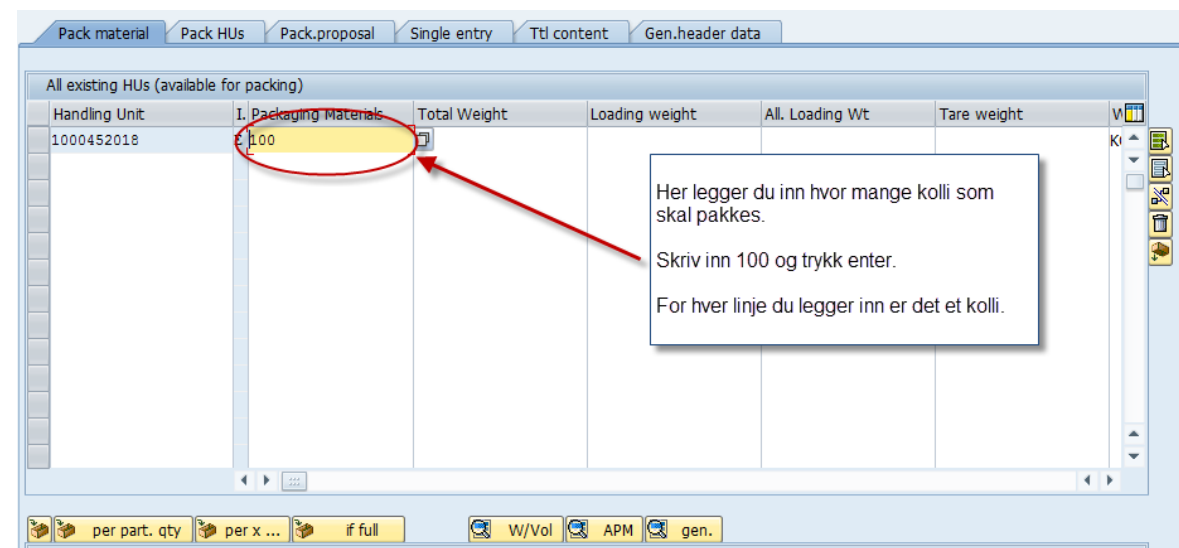 Pack material Pack HUs Pack.proposal Single entry Ttl content Gen.header data
All existing HUs (available for packing)
Handling Unit I. Packaging Materials Total Weight Loading weight All. Loading Wt Tare weight
1000452018 100
Her legger du inn hvor mange kolli som
skal pakkes.
Skriv inn 100 og trykk enter.
For hver linje du legger inn er det et kolli.
per part. qty per x ... if full W/Vol APM gen.